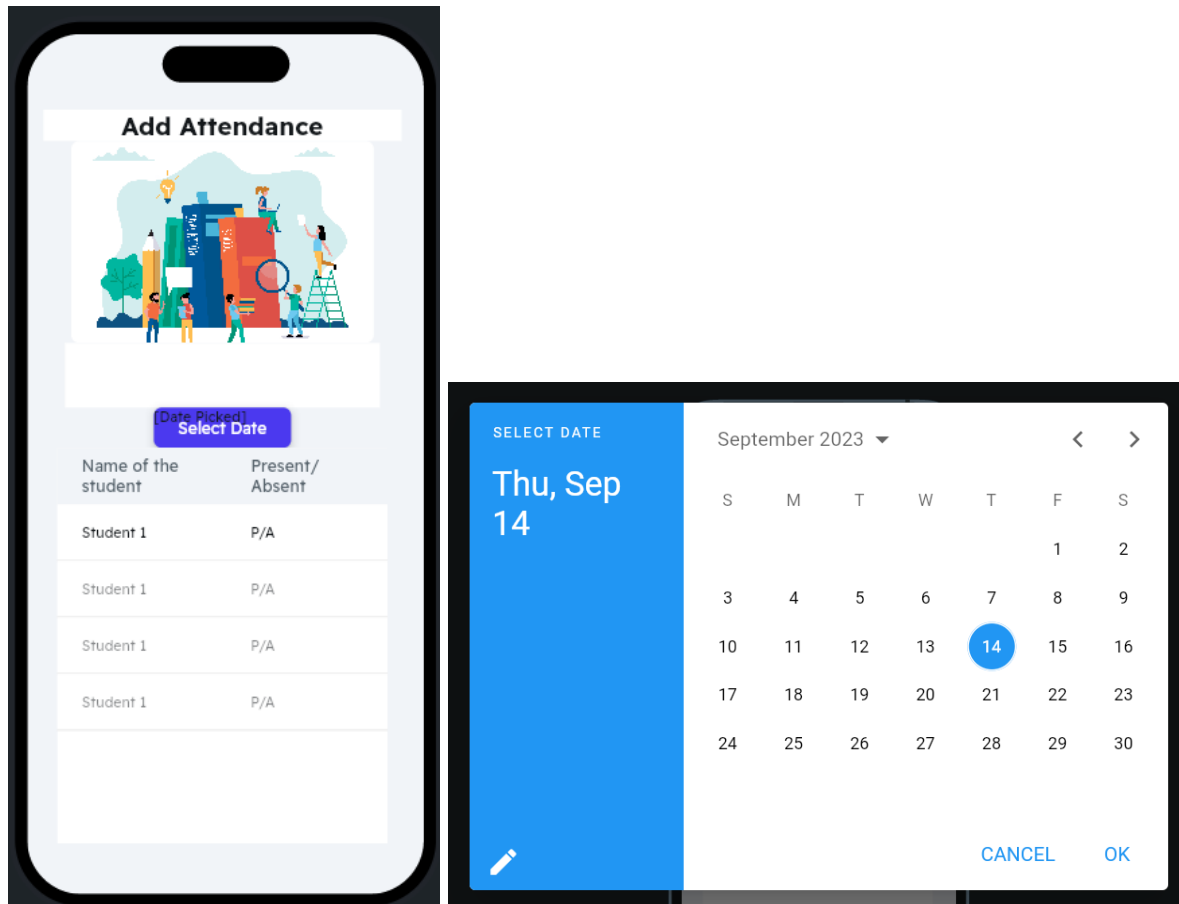 Add Attendance
[Date Picked]
Select Date
Name of the student
Present/ Absent
Student 1 P/A
Student 1 P/A
Student 1 P/A
Student 1 P/A
SELECT DATE
Thu, Sep
14
September 2023
S M T W T F S
1 2
3 4 5 6 7 8 9
10 11 12 13 14 15 16
17 18 19 20 21 22 23
24 25 26 27 28 29 30
CANCEL OK